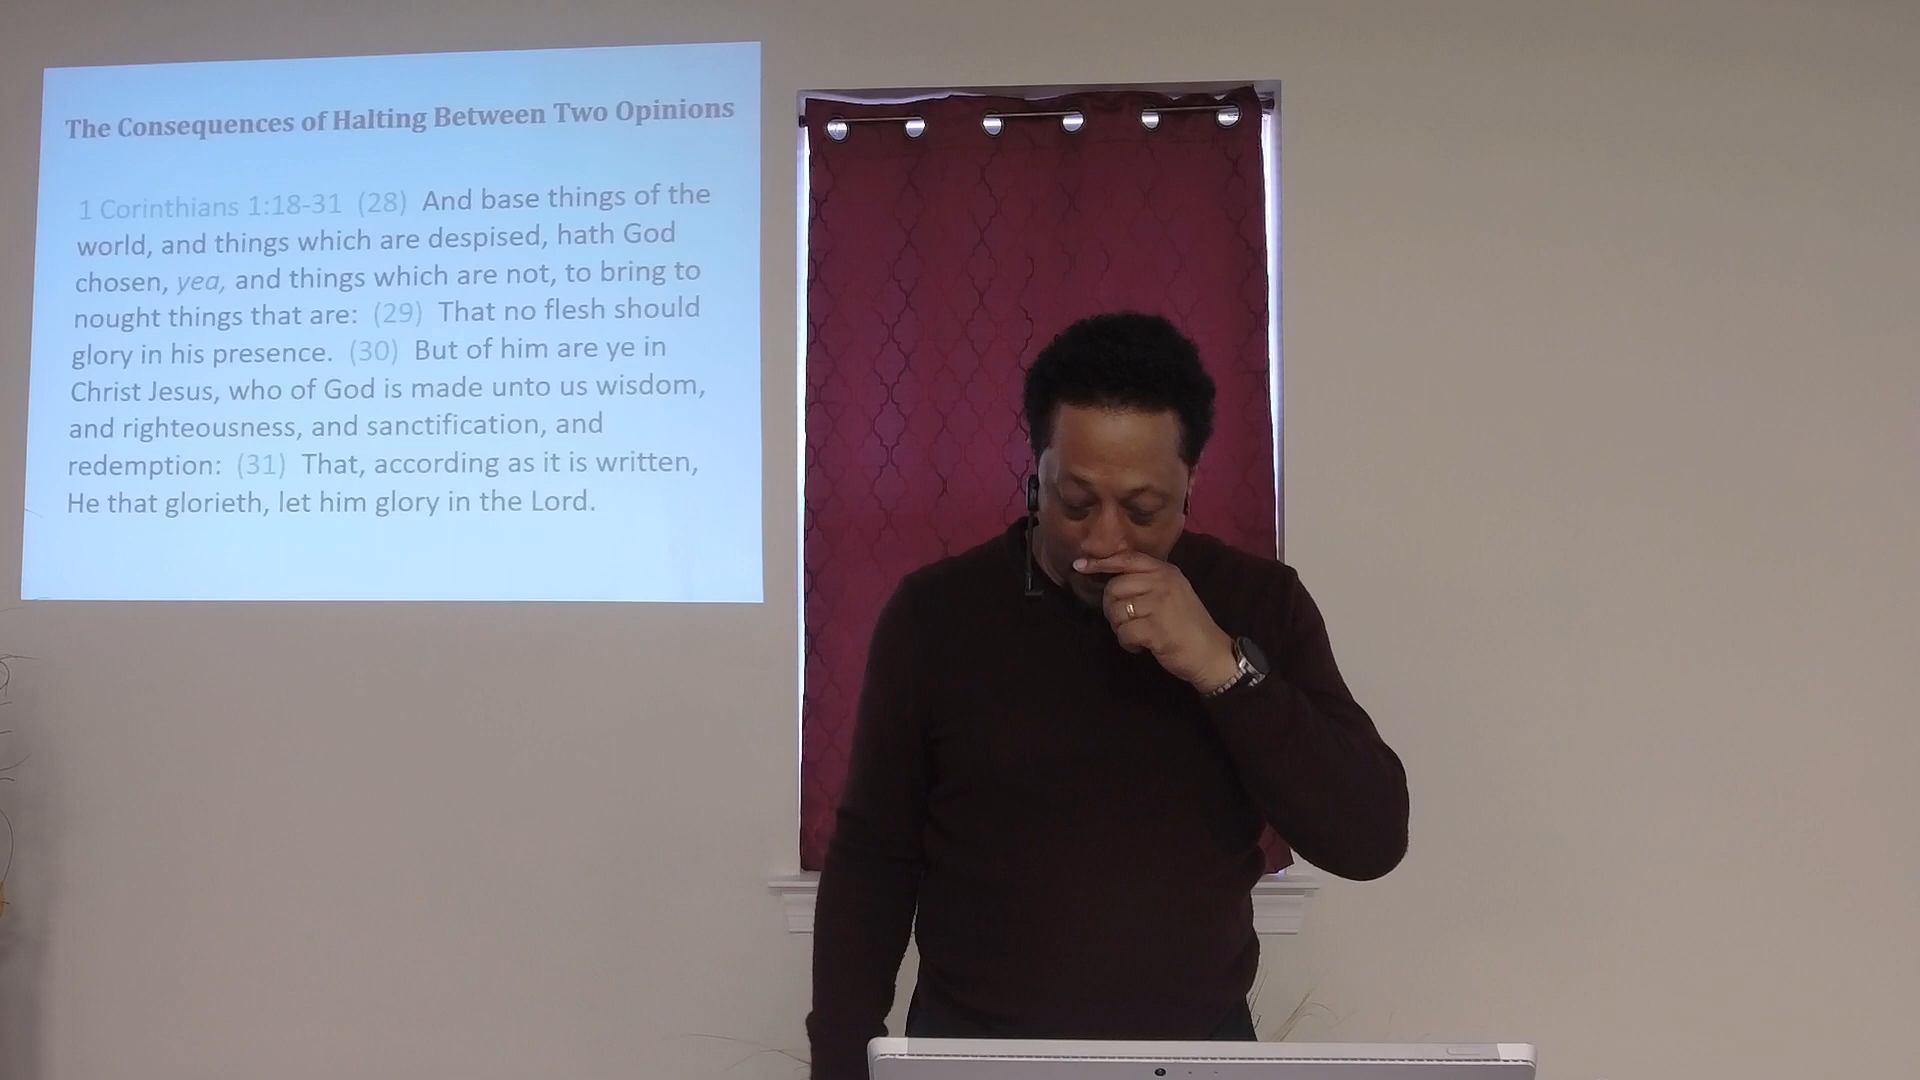 The Consequences of Halting Between Two Opinions
1 Corinthians 1:18-31 (28) And base things of the
world, and things which are despised, hath God
chosen, yea, and things which are not, to bring to
nought things that are: (29) That no flesh should
glory in his presence. (30) But of him are ye in
Christ Jesus, who of God is made unto us wisdom,
and righteousness, and sanctification, and
redemption: (31) That, according as it is written,
He that glorieth, let him glory in the Lord.